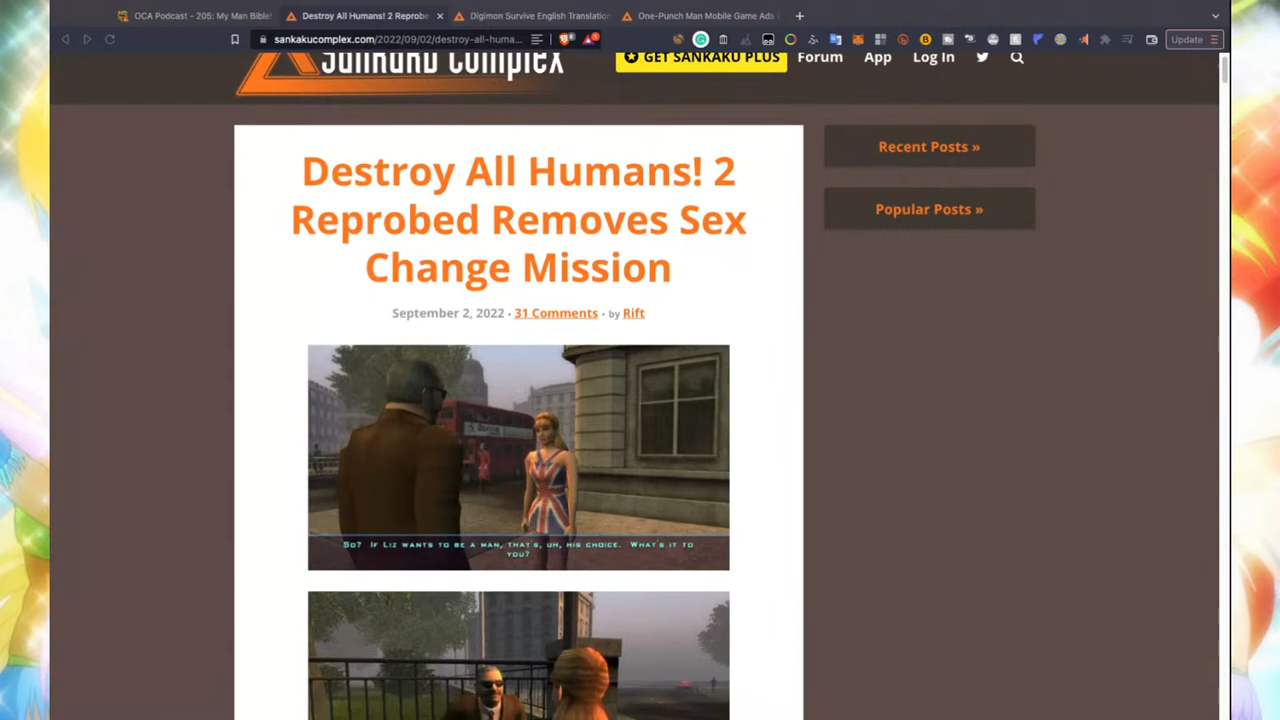 OCA Podcast - 205: My Man Bible!
Destroy All Humans! 2 Reprobe
Digimon Survive English Translation
One-Punch Man Mobile Game Ads
sankakucomplex.com/2022/09/02/destroy-all-huma...
Update
Sankaku Complex
GET SANKAKU PLUS
Forum
App
Log In
Destroy All Humans! 2
Reprobed Removes Sex
Change Mission
September 2, 2022 • 31 Comments • by Rift
Recent Posts »
Popular Posts »
So? If Liz wants to be a man, that's, uh, his choice. What's it to
you?